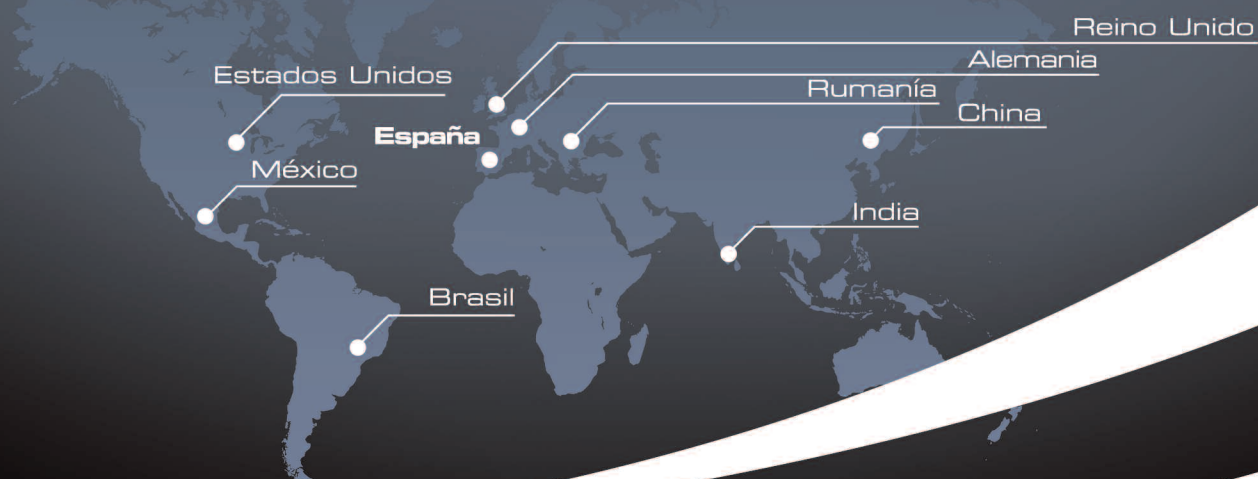 Reino Unido
Alemania
Estados Unidos
Rumanía
China
España
México
India
Brasil